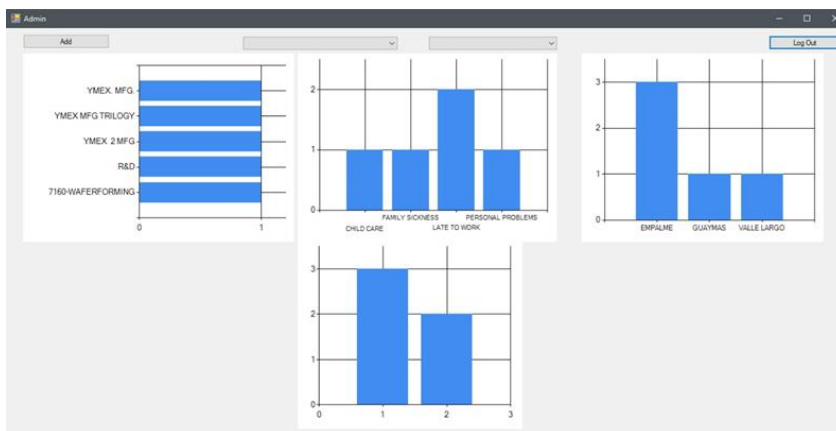 Admin
Add
Log Out
YMEX. MFG.
YMEX MFG TRILOGY
YMEX. 2 MFG
R&D
7160-WAFERFORMING
0 1
2
1
0
FAMILY SICKNESS PERSONAL PROBLEMS
CHILD CARE LATE TO WORK
3
2
1
0
EMPALME GUAYMAS VALLE LARGO
3
2
1
0
0 1 2 3